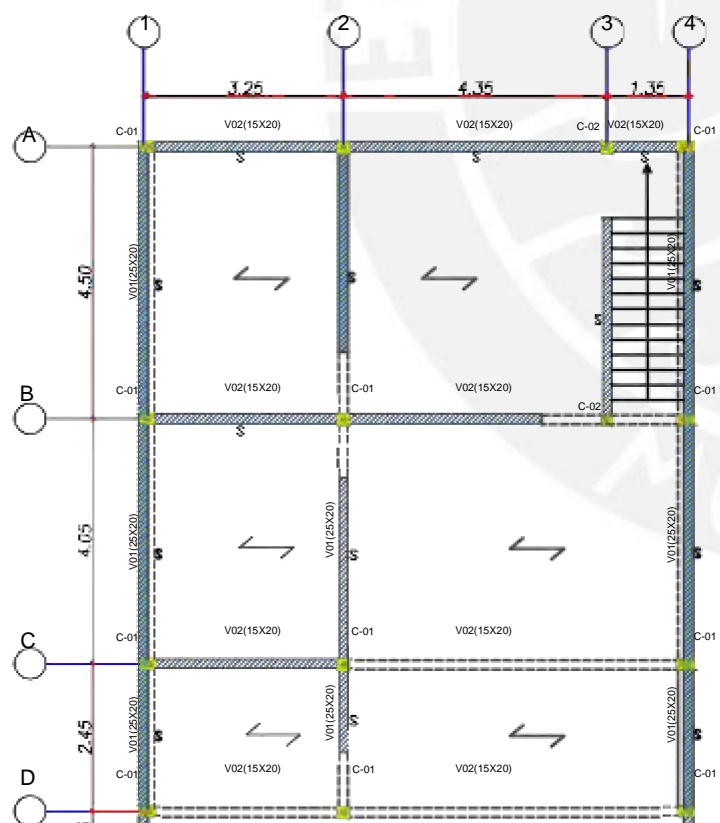 1 2 3 4
3.25 4.35 1.35
V02(15X20) V02(15X20) V02(15X20)
C-01 C-02 C-01
A
S S S
4.50
V01(25X20) V01(25X20)
S S S
S
C-01 V02(15X20) C-01 V02(15X20) C-01
B
C-02
S
4.05
V01(25X20) V01(25X20) V01(25X20)
S S S
C-01 V02(15X20) C-01 V02(15X20) C-01
C
2.45
V01(25X20) V01(25X20) V01(25X20)
S S S
C-01 V02(15X20) C-01 V02(15X20) C-01
D